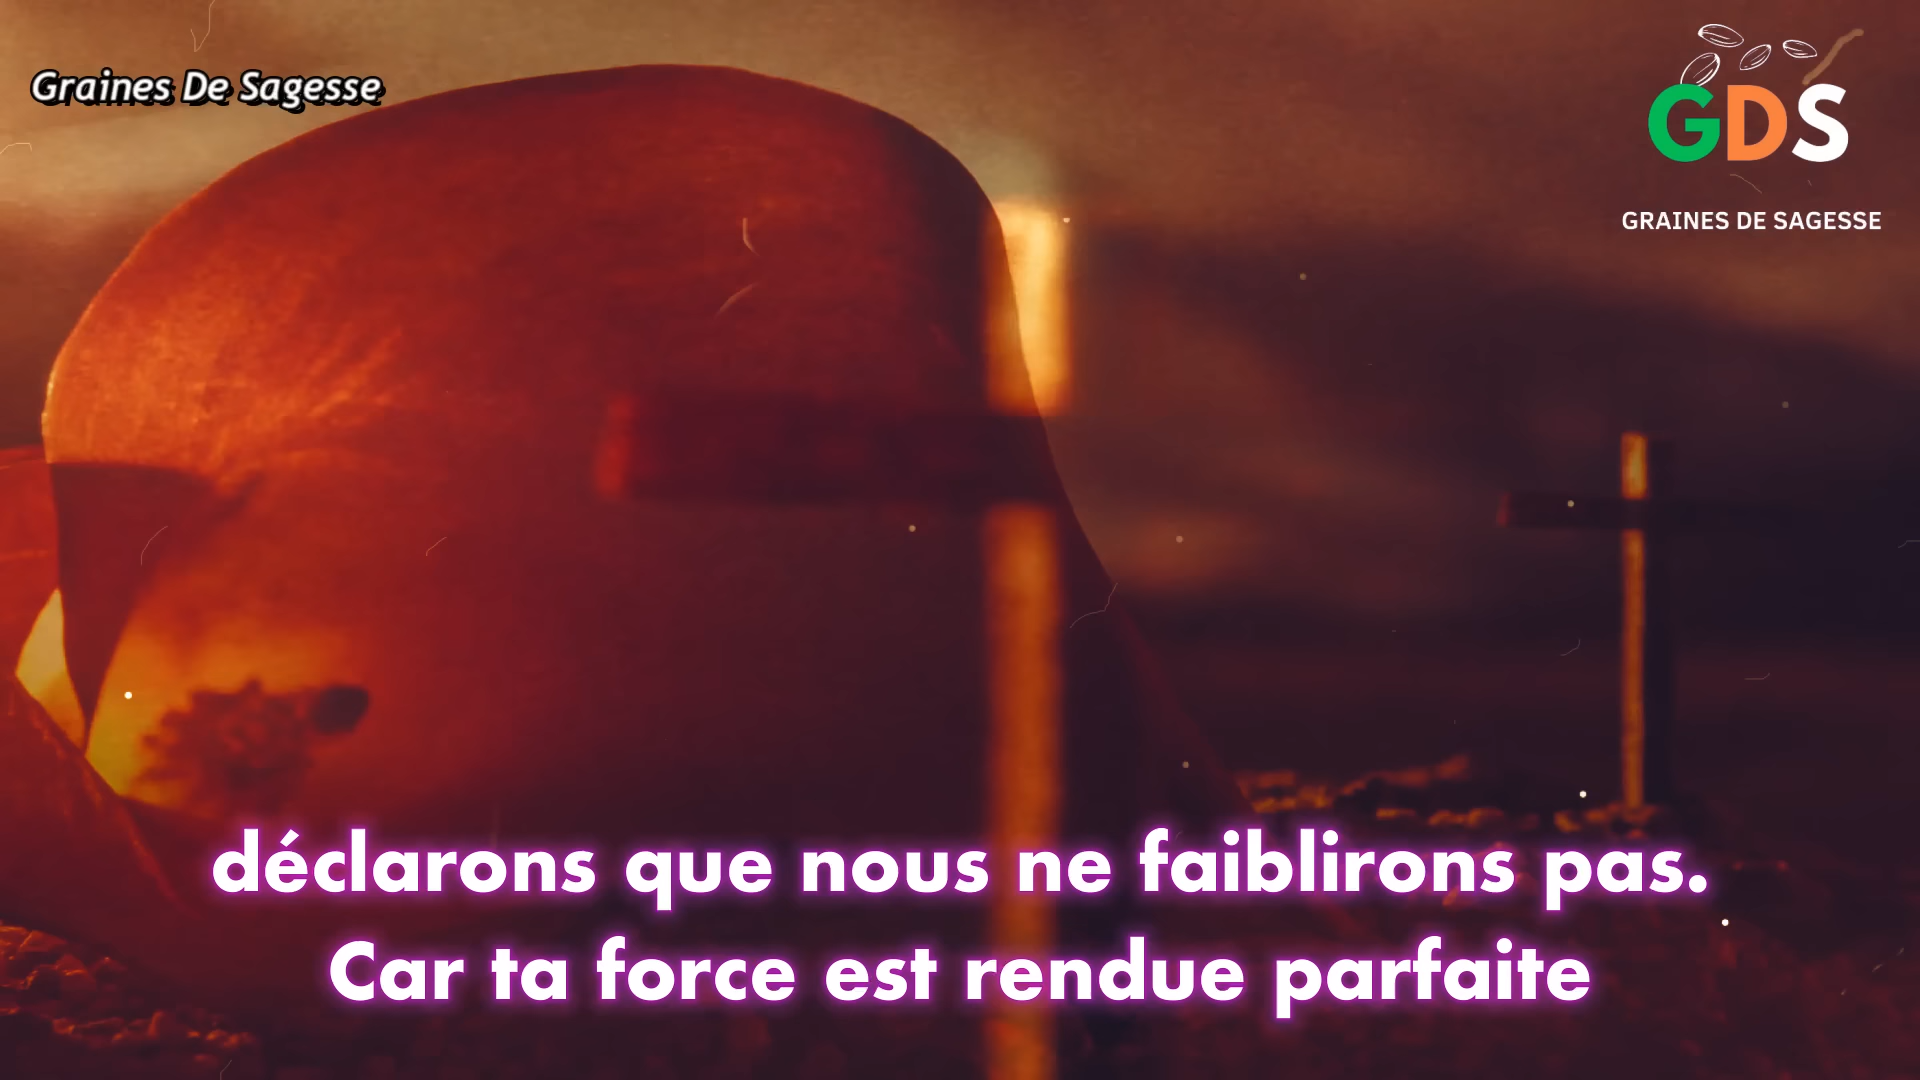 Graines De Sagesse
GDS
GRAINES DE SAGESSE
déclarons que nous ne faiblirons pas.
Car ta force est rendue parfaite